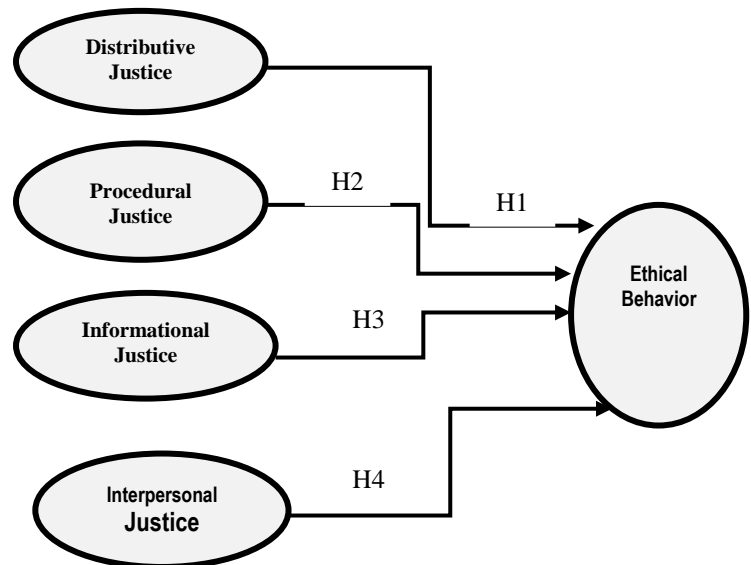 Distributive
Justice
H1
Procedural
Justice
H2
Ethical
Behavior
Informational
Justice
H3
Interpersonal
Justice
H4